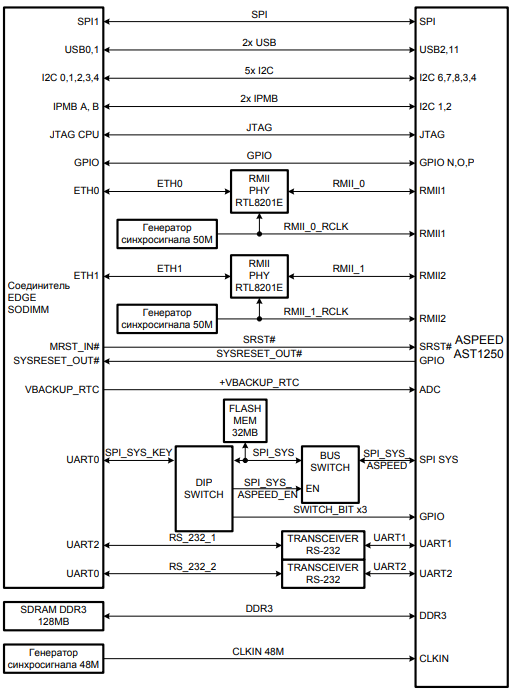 SPI1 SPI SPI
USB0,1 2x USB USB2,11
I2C 0,1,2,3,4 5x I2C I2C 6,7,8,3,4
IPMB A, B 2x IPMB I2C 1,2
JTAG CPU JTAG JTAG
GPIO GPIO GPIO N,O,P
ETH0 ETH0 RMII RMII_0 RMII1
PHY
RTL8201E
Генератор RMII_0_RCLK RMII1
синхросигнала 50M
ETH1 ETH1 RMII RMII_1 RMII2
PHY
RTL8201E
Соединитель
EDGE
SODIMM
Генератор RMII_1_RCLK RMII2
синхросигнала 50M
ASPEED
AST1250
MRST_IN# SRST# SRST#
SYSRESET_OUT# SYSRESET_OUT# GPIO
VBACKUP_RTC +VBACKUP_RTC ADC
FLASH
MEM
32MB
UART0 SPI_SYS_KEY SPI_SYS SPI_SYS_ SPI SYS
ASPEED
DIP
SWITCH
BUS
SWITCH
SPI_SYS_ EN
ASPEED_EN
SWITCH_BIT x3 GPIO
UART2 RS_232_1 TRANSCEIVER UART1 UART1
RS-232
UART0 RS_232_2 TRANSCEIVER UART2 UART2
RS-232
SDRAM DDR3 DDR3 DDR3
128MB
Генератор CLKIN 48M CLKIN
синхросигнала 48M